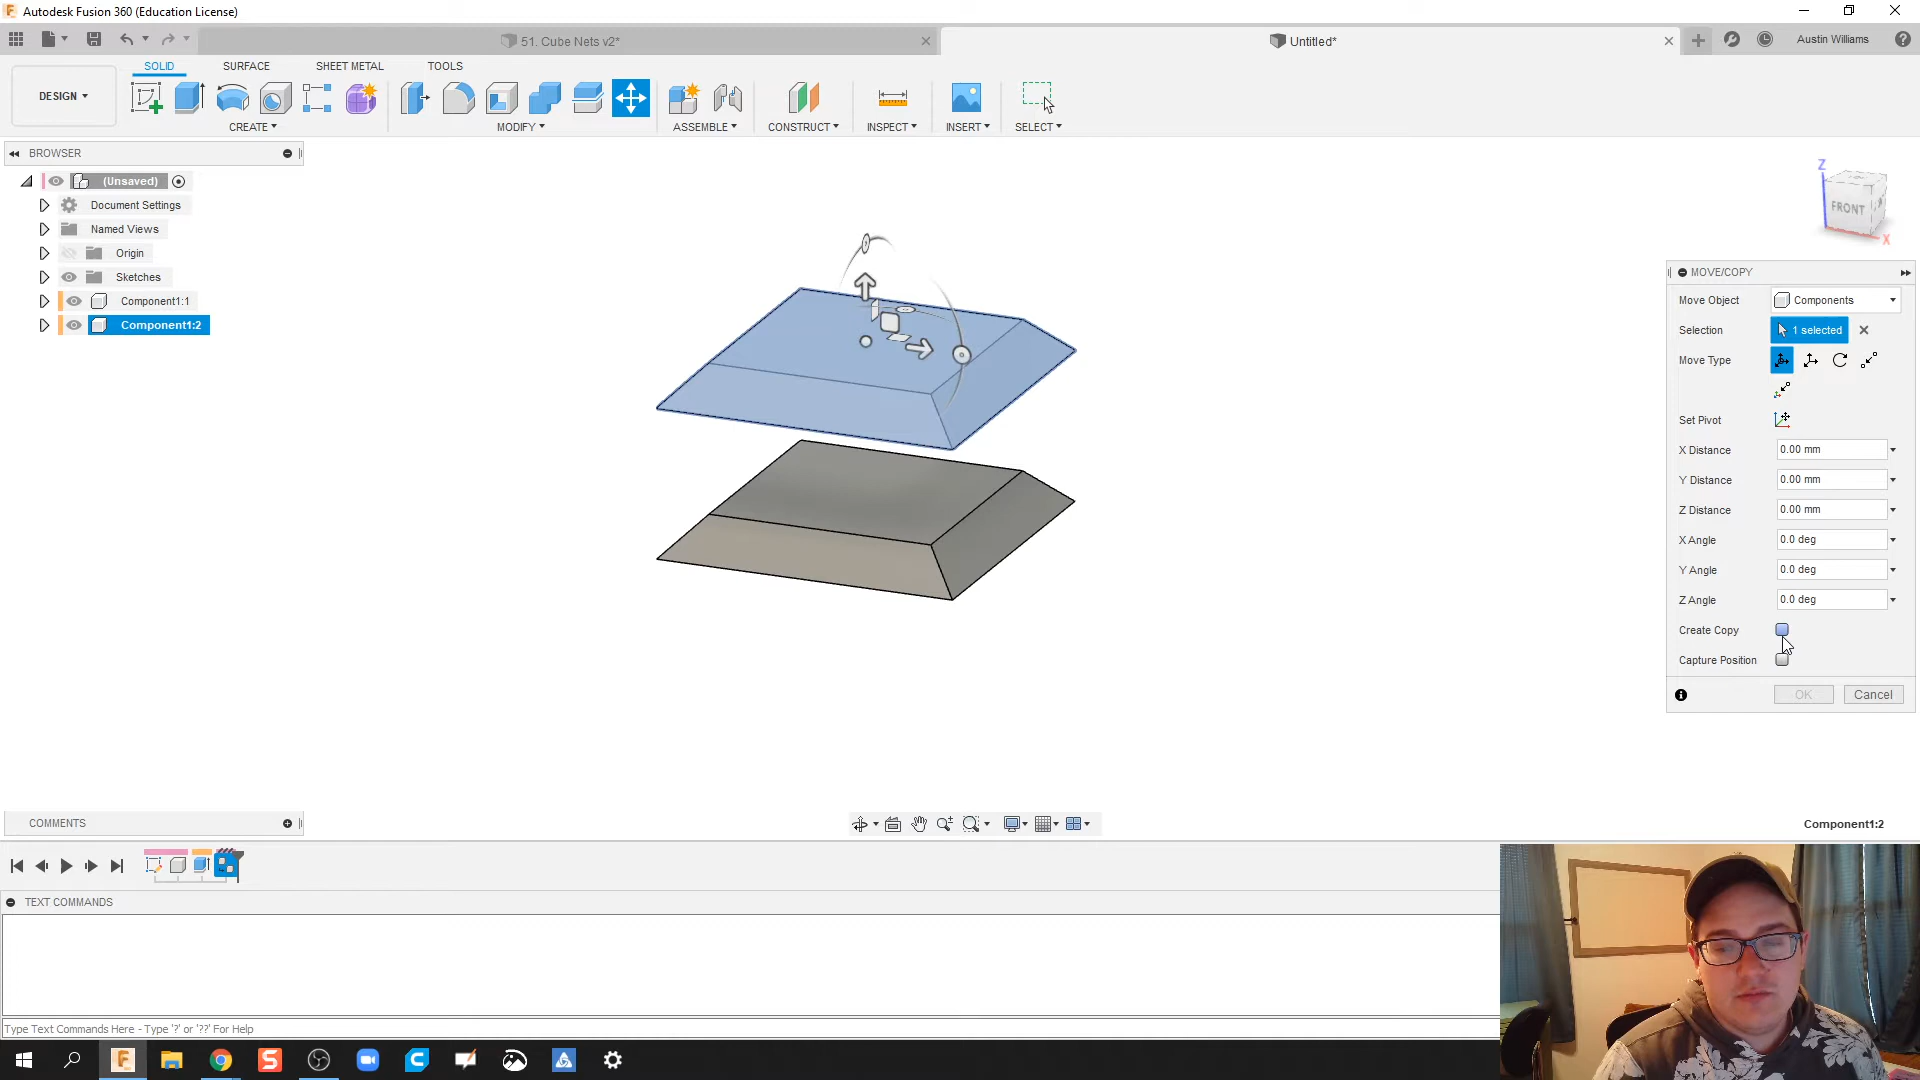 Autodesk Fusion 360 (Education License)
51. Cube Nets v2*
Untitled*
Austin Williams
DESIGN
SOLID
SURFACE
SHEET METAL
TOOLS
CREATE
MODIFY
ASSEMBLE
CONSTRUCT
INSPECT
INSERT
SELECT
BROWSER
(Unsaved)
Document Settings
Named Views
Origin
Sketches
Component1:1
Component1:2
Z
FRONT
X
MOVE/COPY
Move Object
Components
Selection
1 selected
Move Type
Set Pivot
X Distance
0.00 mm
Y Distance
0.00 mm
Z Distance
0.00 mm
X Angle
0.0 deg
Y Angle
0.0 deg
Z Angle
0.0 deg
Create Copy
Capture Position
OK
Cancel
COMMENTS
Component1:2
TEXT COMMANDS
Type Text Commands Here - Type '?' or '??' For Help